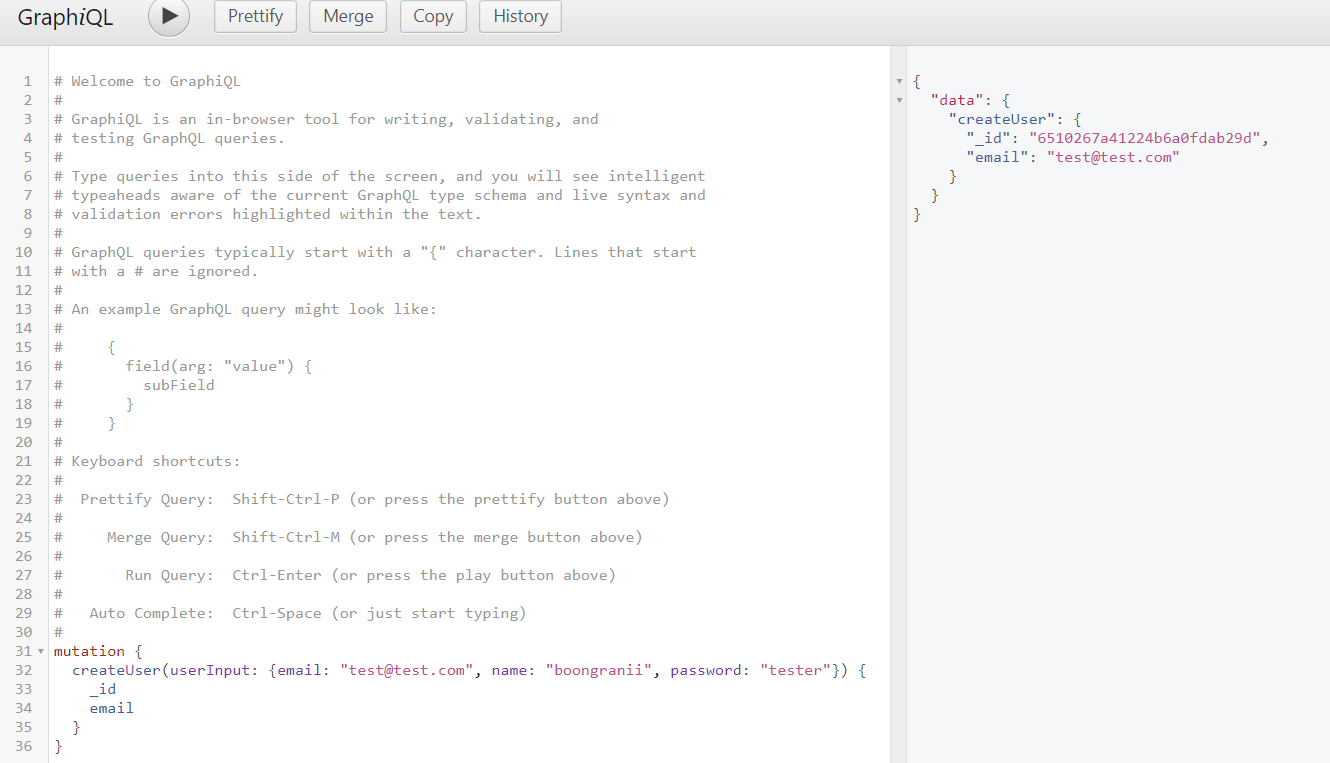 GraphiQL Prettify Merge Copy History
1 # Welcome to GraphiQL
2 #
3 # GraphiQL is an in-browser tool for writing, validating, and
4 # testing GraphQL queries.
5 #
6 # Type queries into this side of the screen, and you will see intelligent
7 # typeaheads aware of the current GraphQL type schema and live syntax and
8 # validation errors highlighted within the text.
9 #
10 # GraphQL queries typically start with a "{" character. Lines that start
11 # with a # are ignored.
12 #
13 # An example GraphQL query might look like:
14 #
15 #     {
16 #       field(arg: "value") {
17 #         subField
18 #       }
19 #     }
20 #
21 # Keyboard shortcuts:
22 #
23 #  Prettify Query:  Shift-Ctrl-P (or press the prettify button above)
24 #
25 #     Merge Query:  Shift-Ctrl-M (or press the merge button above)
26 #
27 #       Run Query:  Ctrl-Enter (or press the play button above)
28 #
29 #   Auto Complete:  Ctrl-Space (or just start typing)
30 #
31 mutation {
32   createUser(userInput: {email: "test@test.com", name: "boongranii", password: "tester"}) {
33     _id
34     email
35   }
36 }
{
  "data": {
    "createUser": {
      "_id": "6510267a41224b6a0fdab29d",
      "email": "test@test.com"
    }
  }
}